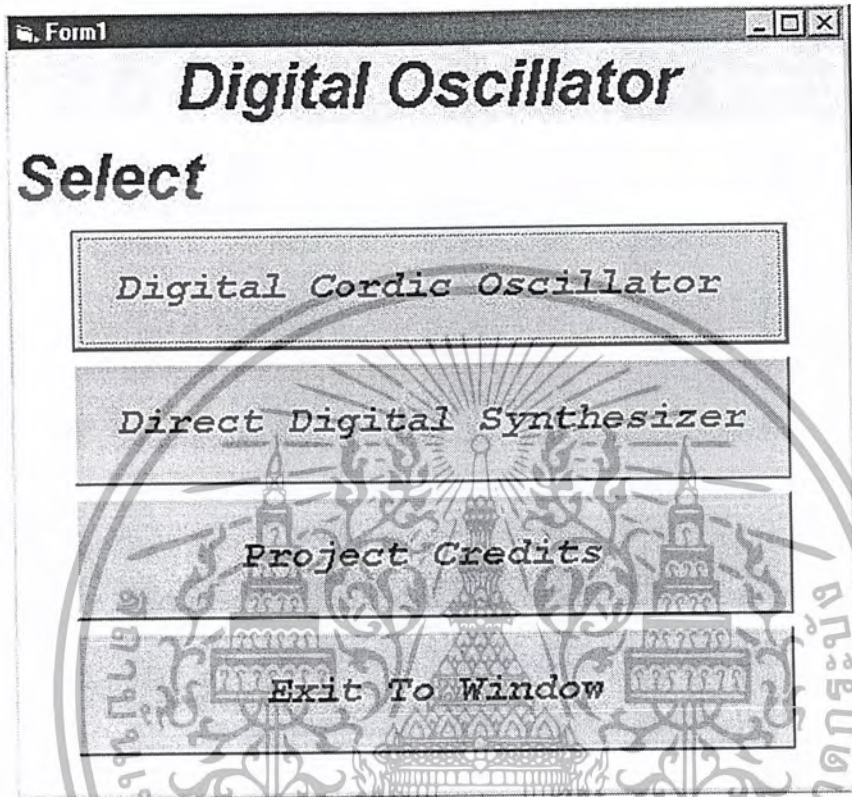 Form1
Digital Oscillator
Select
Digital Cordic Oscillator
Direct Digital Synthesizer
Project Credits
Exit To Window